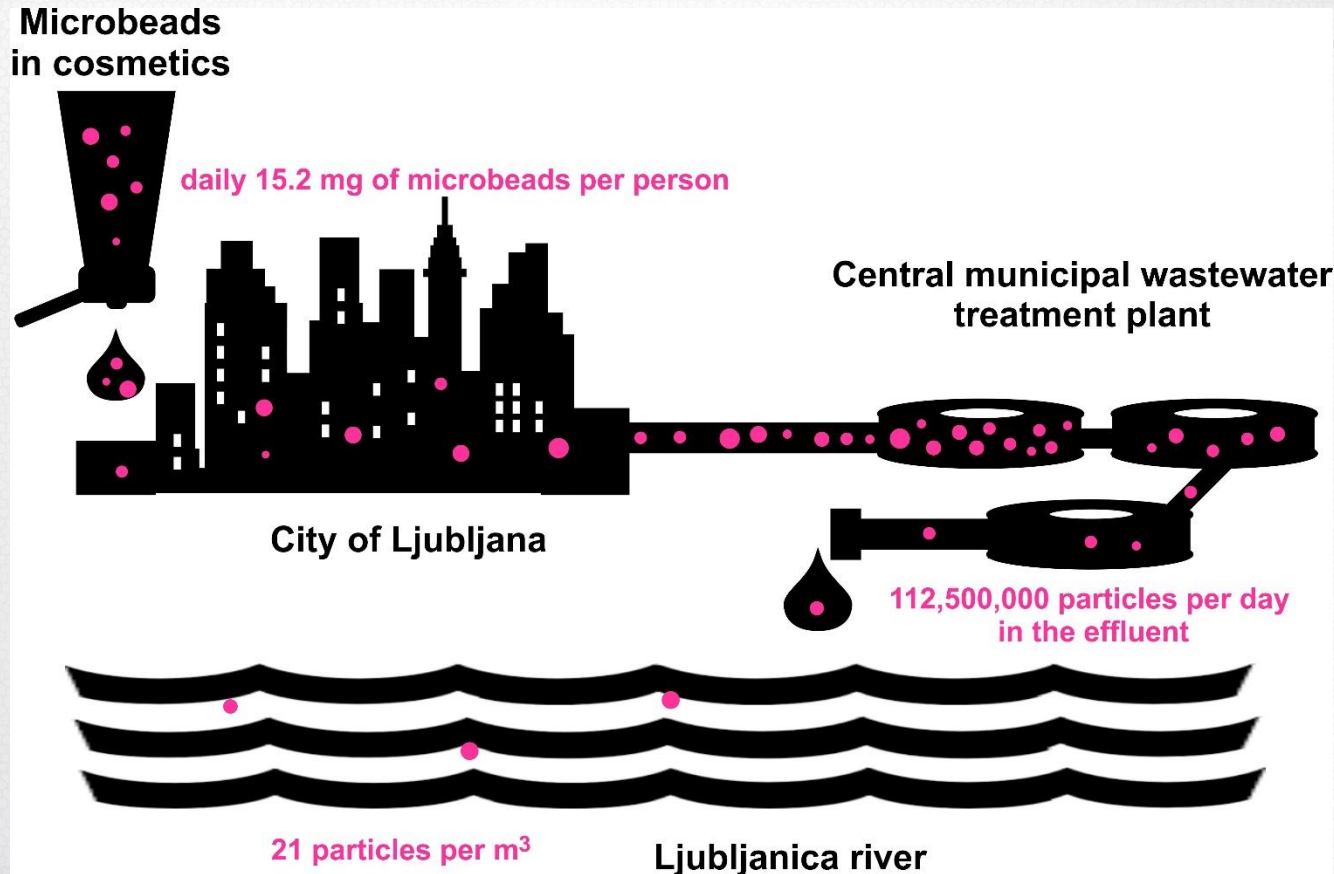 Microbeads
in cosmetics
daily 15.2 mg of microbeads per person
Central municipal wastewater
treatment plant
City of Ljubljana
112,500,000 particles per day
in the effluent
21 particles per m³
Ljubljanica river